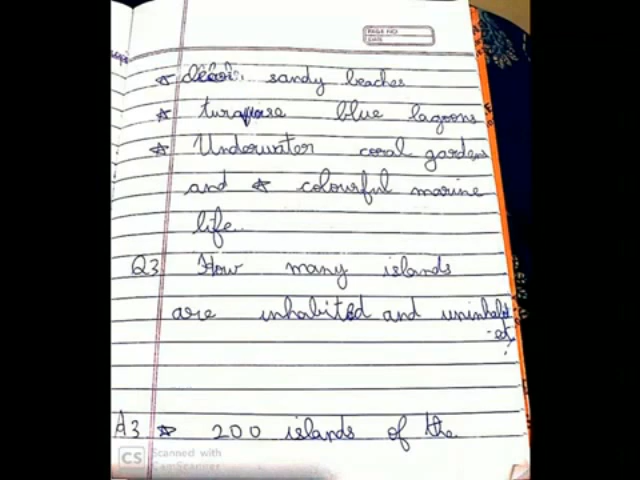 PAGE NO
DATE
☆ sandy beaches
☆ blue lagoons
☆ Underwater coral gardens
and ☆ colourful marine
life.
Q3 How many islands
are inhabited and uninhabit
-ed?
A3 ☆ 200 islands of the
CS Scanned with
CamScanner